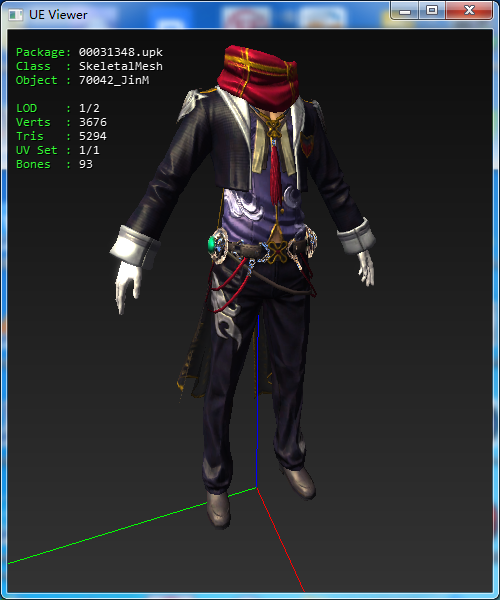 UE Viewer
Package: 00031348.upk
Class : SkeletalMesh
Object : 70042_JinM
LOD : 1/2
Verts : 3676
Tris : 5294
UV Set : 1/1
Bones : 93